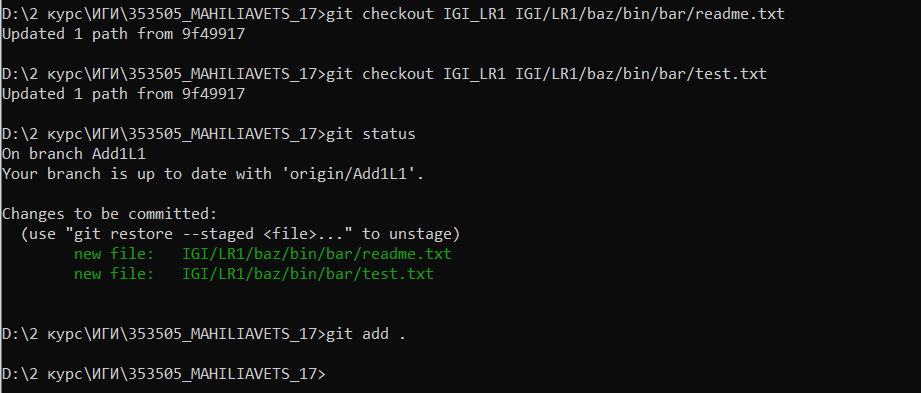 D:\2 курс\ИГИ\353505_MAHILIAVETS_17>git checkout IGI_LR1 IGI/LR1/baz/bin/bar/readme.txt
Updated 1 path from 9f49917
D:\2 курс\ИГИ\353505_MAHILIAVETS_17>git checkout IGI_LR1 IGI/LR1/baz/bin/bar/test.txt
Updated 1 path from 9f49917
D:\2 курс\ИГИ\353505_MAHILIAVETS_17>git status
On branch Add1L1
Your branch is up to date with 'origin/Add1L1'.
Changes to be committed:
(use "git restore --staged <file>..." to unstage)
new file:   IGI/LR1/baz/bin/bar/readme.txt
new file:   IGI/LR1/baz/bin/bar/test.txt
D:\2 курс\ИГИ\353505_MAHILIAVETS_17>git add .
D:\2 курс\ИГИ\353505_MAHILIAVETS_17>